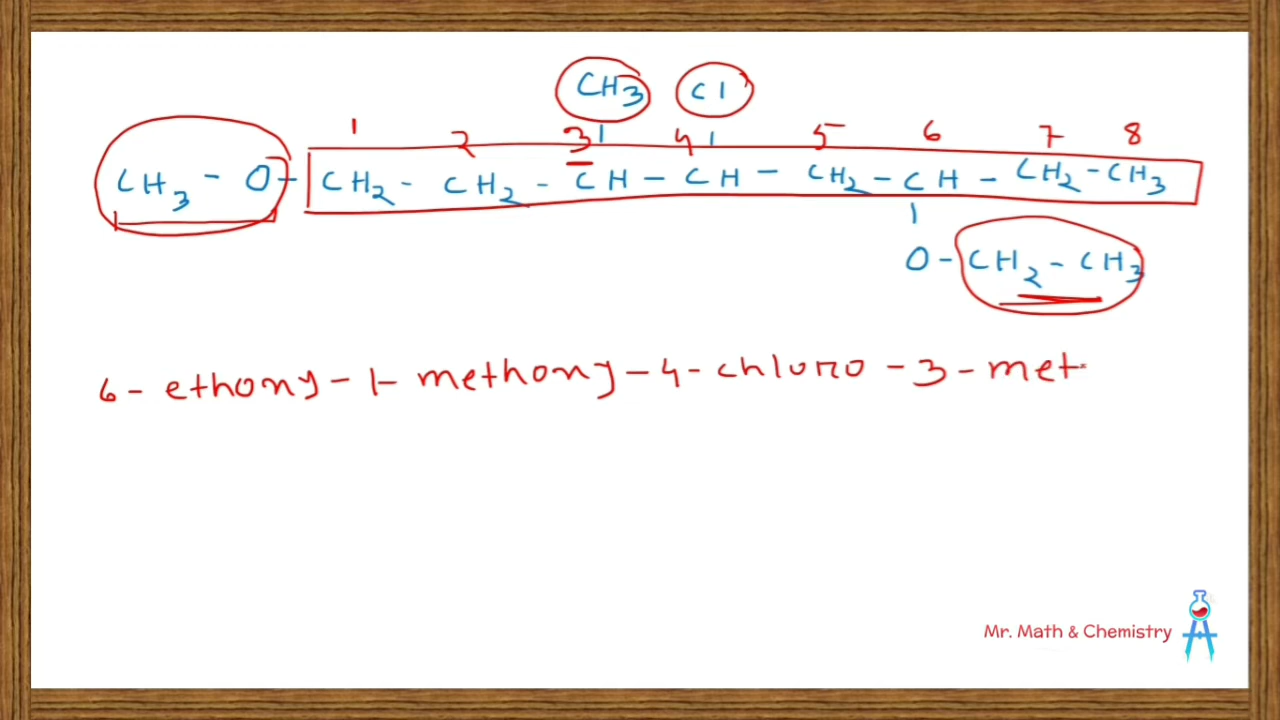 CH3 Cl
1 2 3 4 5 6 7 8
CH3 - O - CH2 - CH2 - CH - CH - CH2 - CH - CH2 - CH3
O - CH2 - CH3
6 - ethoxy - 1 - methoxy - 4 - chloro - 3 - met
Mr. Math & Chemistry